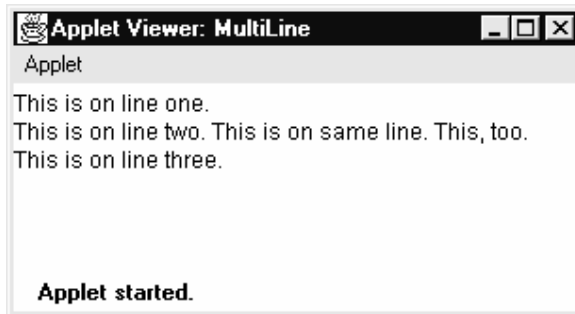 Applet Viewer: MultiLine
Applet
This is on line one.
This is on line two. This is on same line. This, too.
This is on line three.
Applet started.